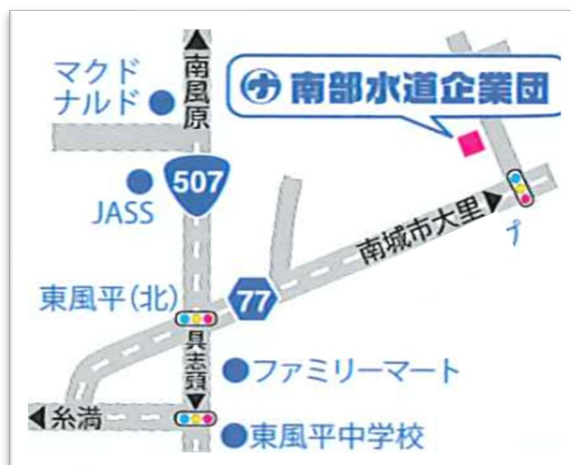 マクド
ナルド
南風原
南部水道企業団
507
JASS
南城市大里
東風平(北)
77
具志頭
ファミリーマート
糸満
東風平中学校